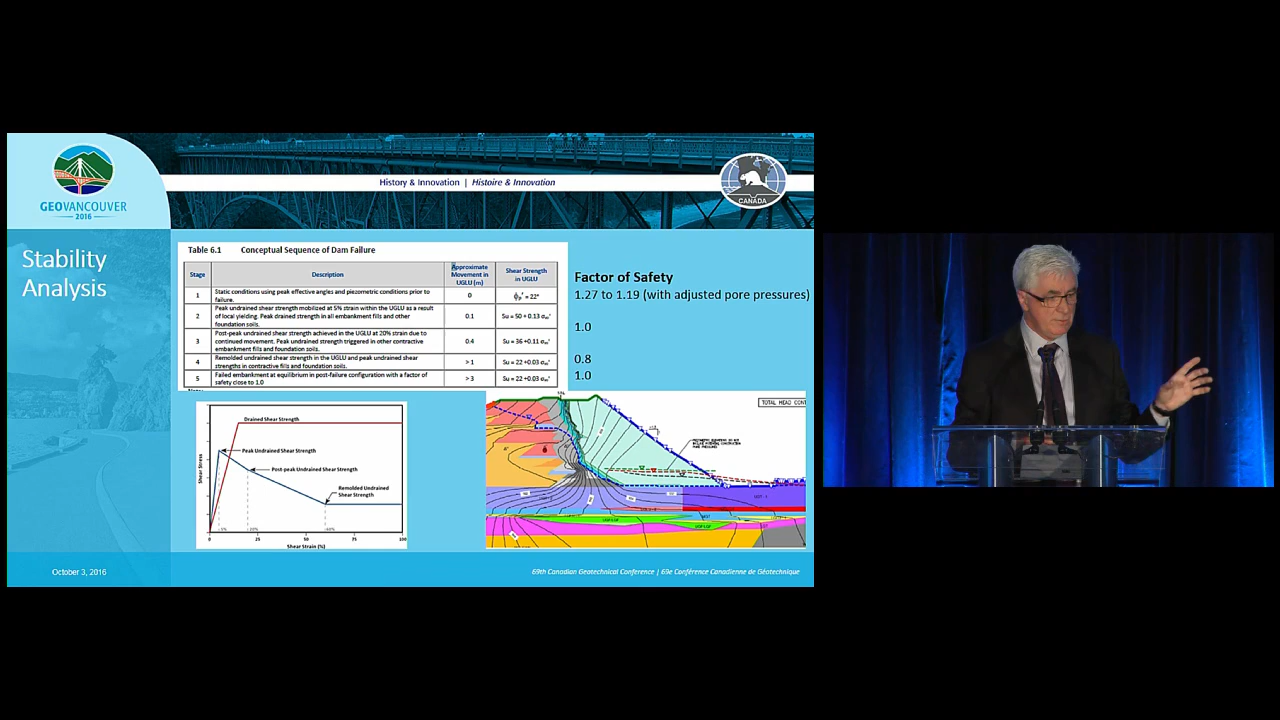 History & Innovation | Histoire & Innovation
GEOVANCOUVER
2016
CANADA
Stability
Analysis
Table 6.1 Conceptual Sequence of Dam Failure
Stage Description Approximate Movement in UGLU (m) Shear Strength in UGLU
1 Static conditions using peak effective angles and piezometric conditions prior to failure. 0 = 22°
2 Peak undrained shear strength mobilized at 5% strain within the UGLU as a result of local yielding. Peak drained strength in all embankment fills and other foundation soils. 0.1 Su = 50 + 0.13
3 Post-peak undrained shear strength achieved in the UGLU at 20% strain due to continued movement. Peak undrained strength triggered in other contractive embankment fills and foundation soils. 0.4 Su = 36 +0.11
4 Remolded undrained shear strength in the UGLU and peak undrained shear strengths in contractive fills and foundation soils. > 1 Su = 22 +0.03
5 Failed embankment at equilibrium in post-failure configuration with a factor of safety close to 1.0 > 3 Su = 22 +0.03
Factor of Safety
1.27 to 1.19 (with adjusted pore pressures)
1.0
0.8
1.0
Drained Shear Strength
Peak Undrained Shear Strength
Post-peak Undrained Shear Strength
Remolded Undrained
Shear Strength
Shear Stress
0 25 50 75 100
Shear Strain (%)
TOTAL HEAD CONT
October 3, 2016
69th Canadian Geotechnical Conference | 69e Conférence Canadienne de Géotechnique